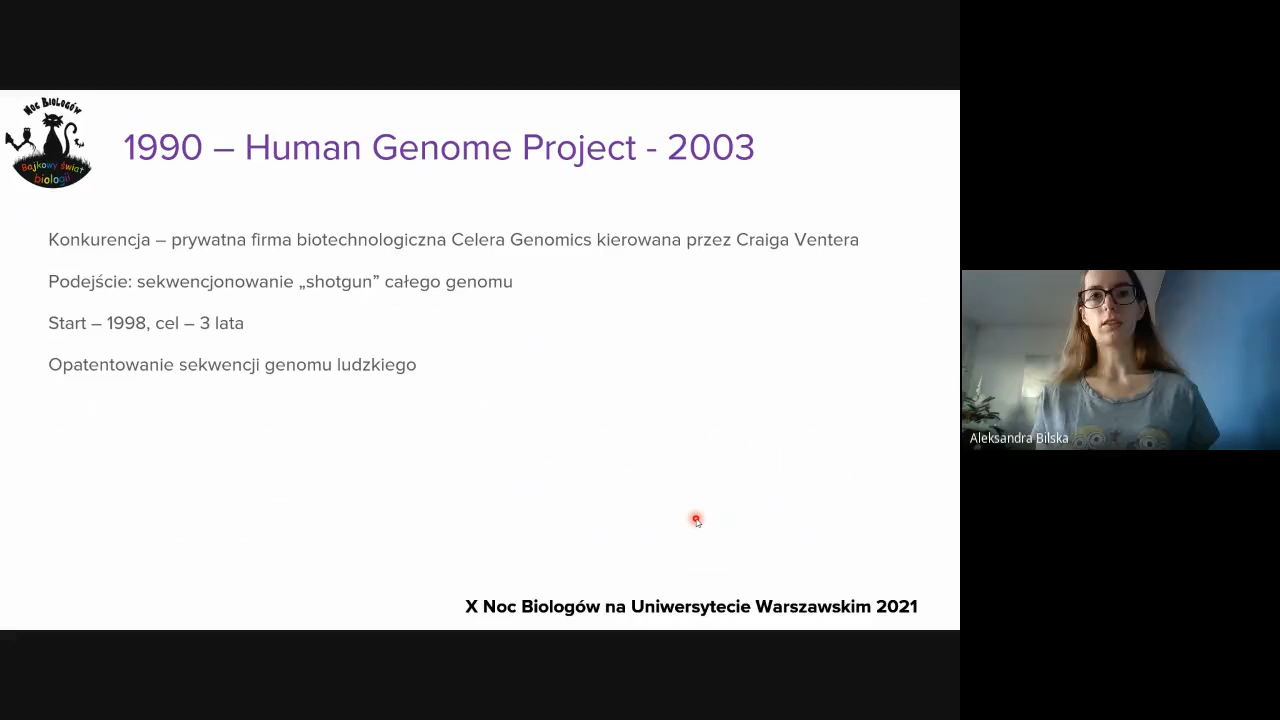 Noc Biologów
Bajkowy świat
biologii
1990 – Human Genome Project - 2003
Konkurencja – prywatna firma biotechnologiczna Celera Genomics kierowana przez Craiga Ventera
Podejście: sekwencjonowanie „shotgun” całego genomu
Start – 1998, cel – 3 lata
Opatentowanie sekwencji genomu ludzkiego
X Noc Biologów na Uniwersytecie Warszawskim 2021
Aleksandra Bilska